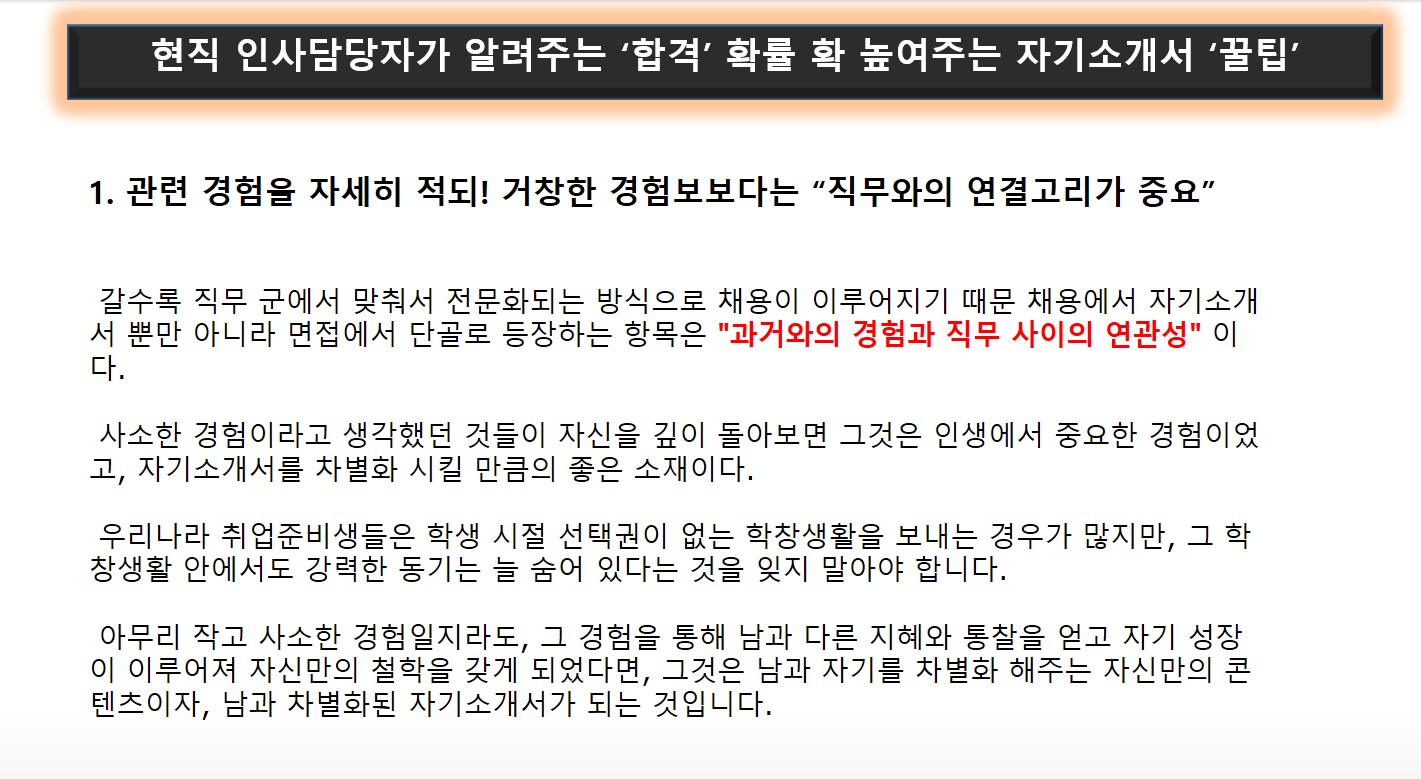 현직 인사담당자가 알려주는 ‘합격’ 확률 확 높여주는 자기소개서 ‘꿀팁’
1. 관련 경험을 자세히 적되! 거창한 경험보보다는 “직무와의 연결고리가 중요”
갈수록 직무 군에서 맞춰서 전문화되는 방식으로 채용이 이루어지기 때문 채용에서 자기소개
서 뿐만 아니라 면접에서 단골로 등장하는 항목은 "과거와의 경험과 직무 사이의 연관성" 이
다.
사소한 경험이라고 생각했던 것들이 자신을 깊이 돌아보면 그것은 인생에서 중요한 경험이었
고, 자기소개서를 차별화 시킬 만큼의 좋은 소재이다.
우리나라 취업준비생들은 학생 시절 선택권이 없는 학창생활을 보내는 경우가 많지만, 그 학
창생활 안에서도 강력한 동기는 늘 숨어 있다는 것을 잊지 말아야 합니다.
아무리 작고 사소한 경험일지라도, 그 경험을 통해 남과 다른 지혜와 통찰을 얻고 자기 성장
이 이루어져 자신만의 철학을 갖게 되었다면, 그것은 남과 자기를 차별화 해주는 자신만의 콘
텐츠이자, 남과 차별화된 자기소개서가 되는 것입니다.